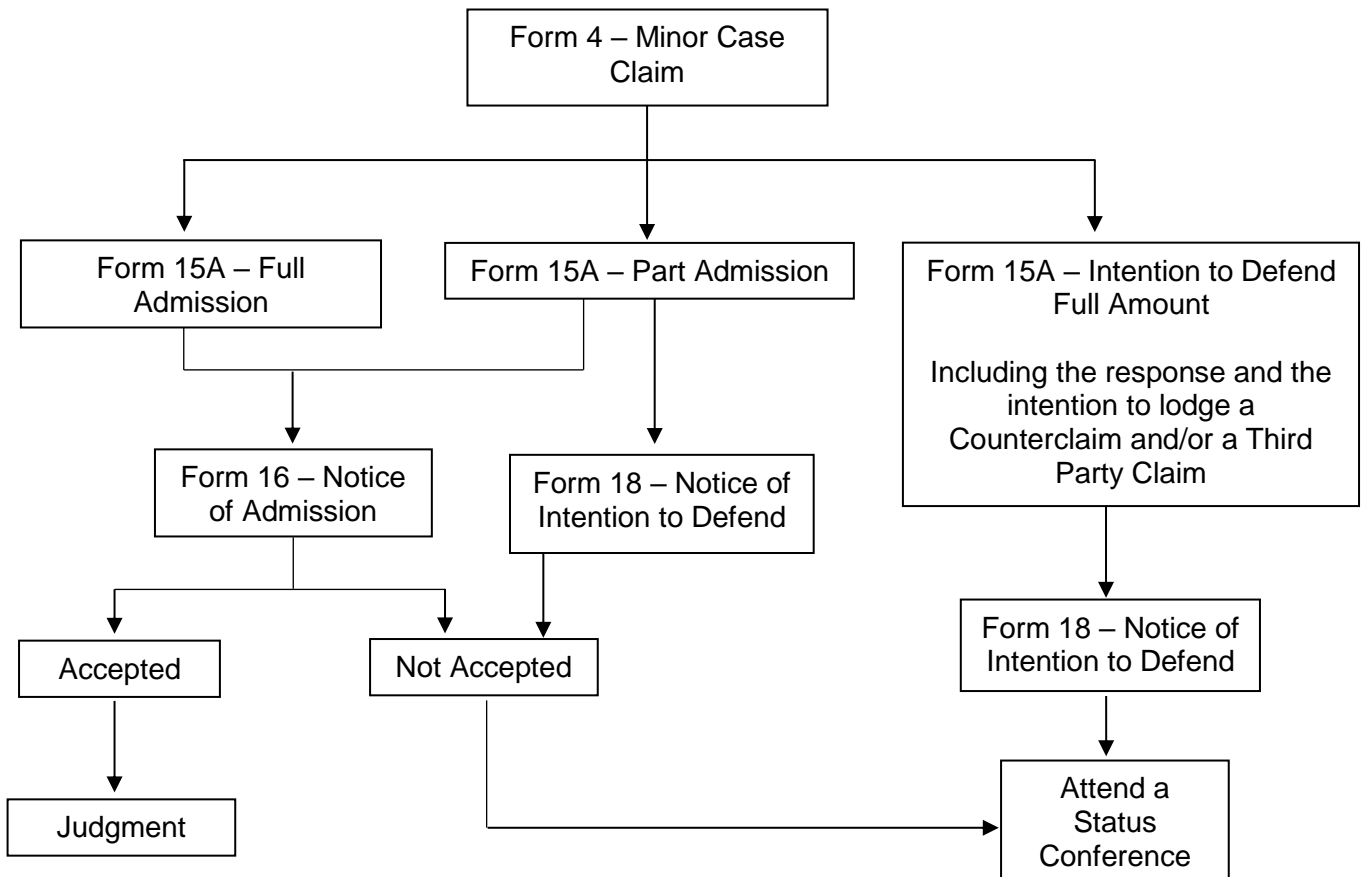 Form 4 – Minor Case
Claim
Form 15A – Full
Admission
Form 15A – Part Admission
Form 15A – Intention to Defend
Full Amount
Including the response and the
intention to lodge a
Counterclaim and/or a Third
Party Claim
Form 16 – Notice
of Admission
Form 18 – Notice of
Intention to Defend
Form 18 – Notice of
Intention to Defend
Accepted
Not Accepted
Judgment
Attend a
Status
Conference